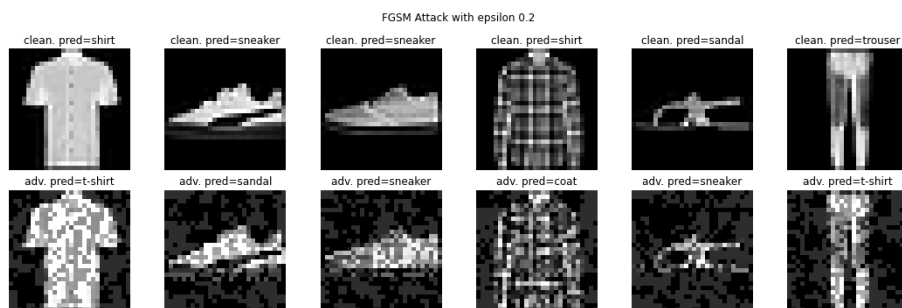 FGSM Attack with epsilon 0.2
clean. pred=shirt clean. pred=sneaker clean. pred=sneaker clean. pred=shirt clean. pred=sandal clean. pred=trouser
adv. pred=t-shirt adv. pred=sandal adv. pred=sneaker adv. pred=coat adv. pred=sneaker adv. pred=t-shirt